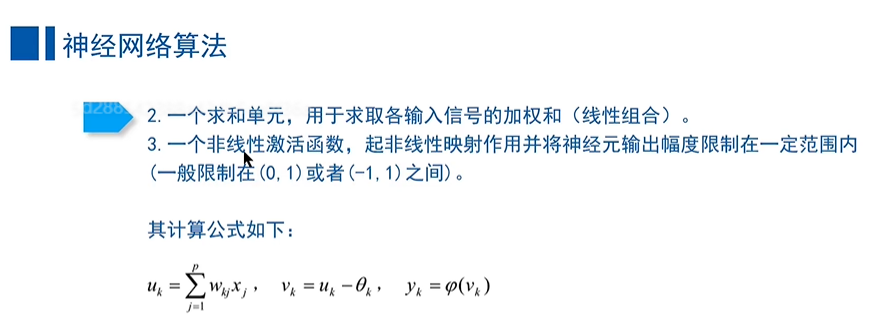 神经网络算法
2.一个求和单元，用于求取各输入信号的加权和（线性组合）。
3.一个非线性激活函数，起非线性映射作用并将神经元输出幅度限制在一定范围内
(一般限制在(0,1)或者(-1,1)之间)。
其计算公式如下：
u_k = \sum_{j=1}^{p} w_{kj} x_j ， v_k = u_k − θ_k ， y_k = φ(v_k)